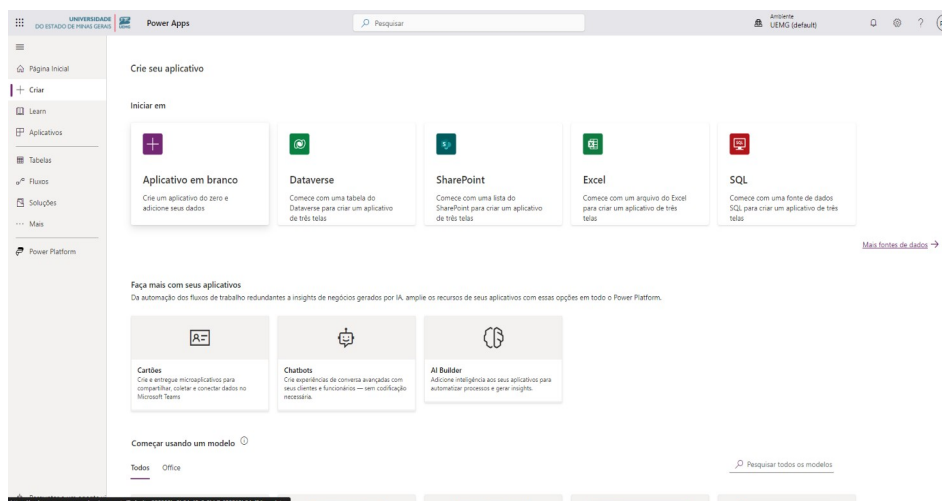 UNIVERSIDADE
DO ESTADO DE MINAS GERAIS
UEMG
Power Apps
Pesquisar
Ambiente
UEMG (default)
?
Página Inicial
Criar
Learn
Aplicativos
Tabelas
Fluxos
Soluções
Mais
Power Platform
Crie seu aplicativo
Iniciar em
Aplicativo em branco
Crie um aplicativo do zero e
adicione seus dados
Dataverse
Comece com uma tabela do
Dataverse para criar um aplicativo
de três telas
SharePoint
Comece com uma lista do
SharePoint para criar um aplicativo
de três telas
Excel
Comece com um arquivo do Excel
para criar um aplicativo de três
telas
SQL
Comece com uma fonte de dados
SQL para criar um aplicativo de três
telas
Mais fontes de dados →
Faça mais com seus aplicativos
Da automação dos fluxos de trabalho redundantes a insights de negócios gerados por IA, amplie os recursos de seus aplicativos com essas opções em todo o Power Platform.
Cartões
Crie e entregue microaplicativos para
compartilhar, coletar e conectar dados no
Microsoft Teams
Chatbots
Crie experiências de conversa avançadas com
seus clientes e funcionários — sem codificação
necessária.
AI Builder
Adicione inteligência aos seus aplicativos para
automatizar processos e gerar insights.
Começar usando um modelo
Todos Office
Pesquisar todos os modelos